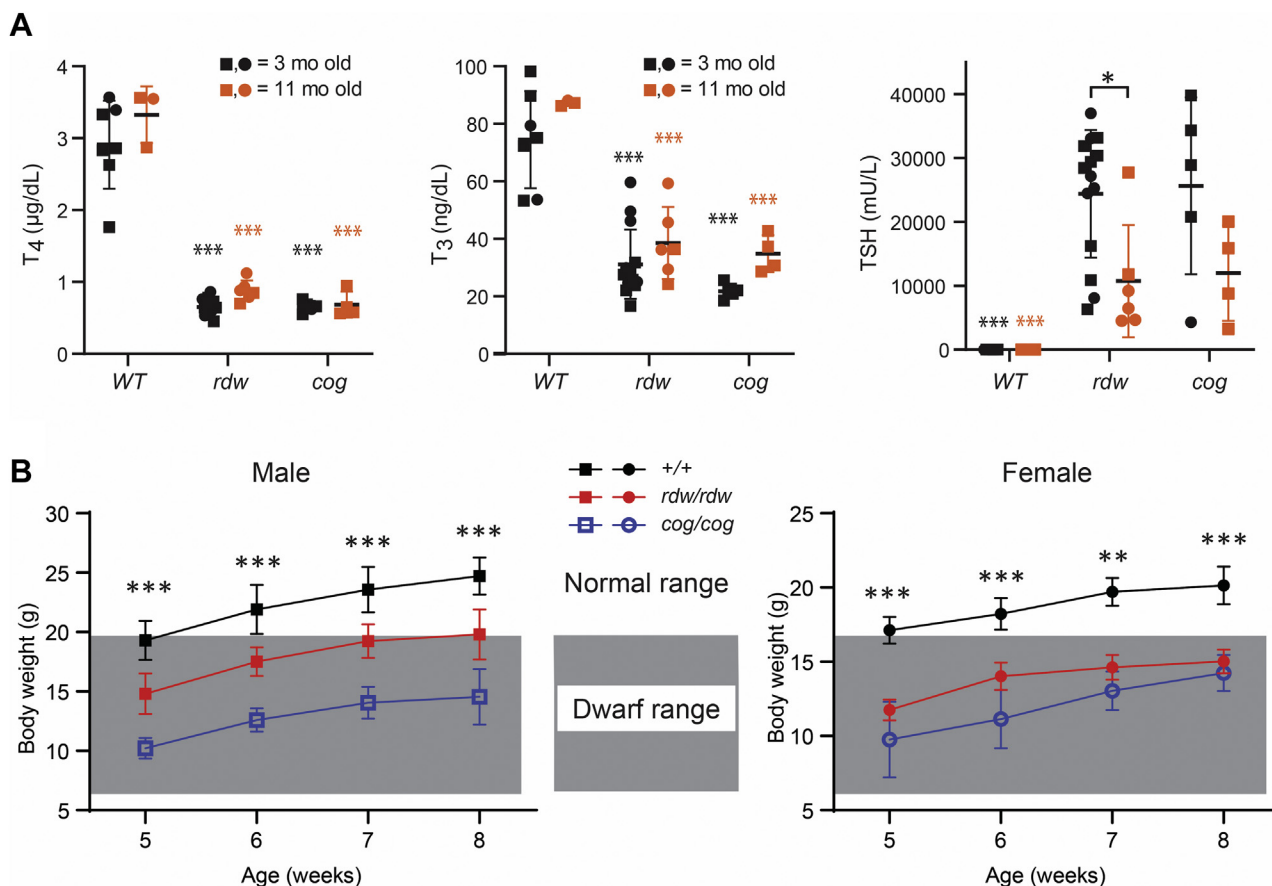 A
■,●= 3 mo old
■,●= 11 mo old
4
3
2
1
0
T4 (µg/dL)
***
***
***
***
WT
rdw
cog
■,●= 3 mo old
■,●= 11 mo old
100
80
60
40
20
0
T3 (ng/dL)
***
***
***
***
WT
rdw
cog
*
40000
30000
20000
10000
0
TSH (mU/L)
***
***
WT
rdw
cog
B
Male
30
25
20
15
10
5
Body weight (g)
***
***
***
***
5
6
7
8
Age (weeks)
+/+
rdw/rdw
cog/cog
Normal range
Dwarf range
Female
25
20
15
10
5
Body weight (g)
***
***
**
***
5
6
7
8
Age (weeks)